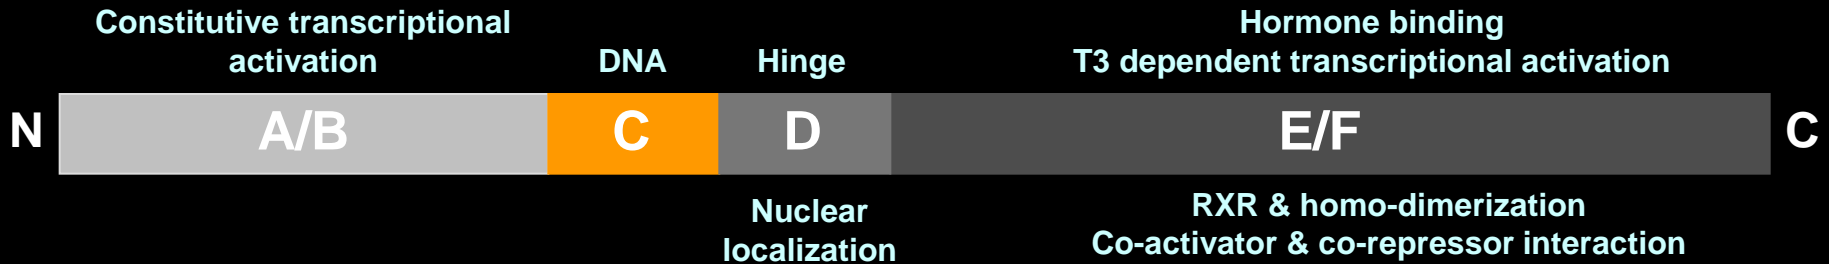 Constitutive transcriptional
activation
DNA
Hinge
Hormone binding
T3 dependent transcriptional activation
N
A/B
C
D
E/F
C
Nuclear
localization
RXR & homo-dimerization
Co-activator & co-repressor interaction